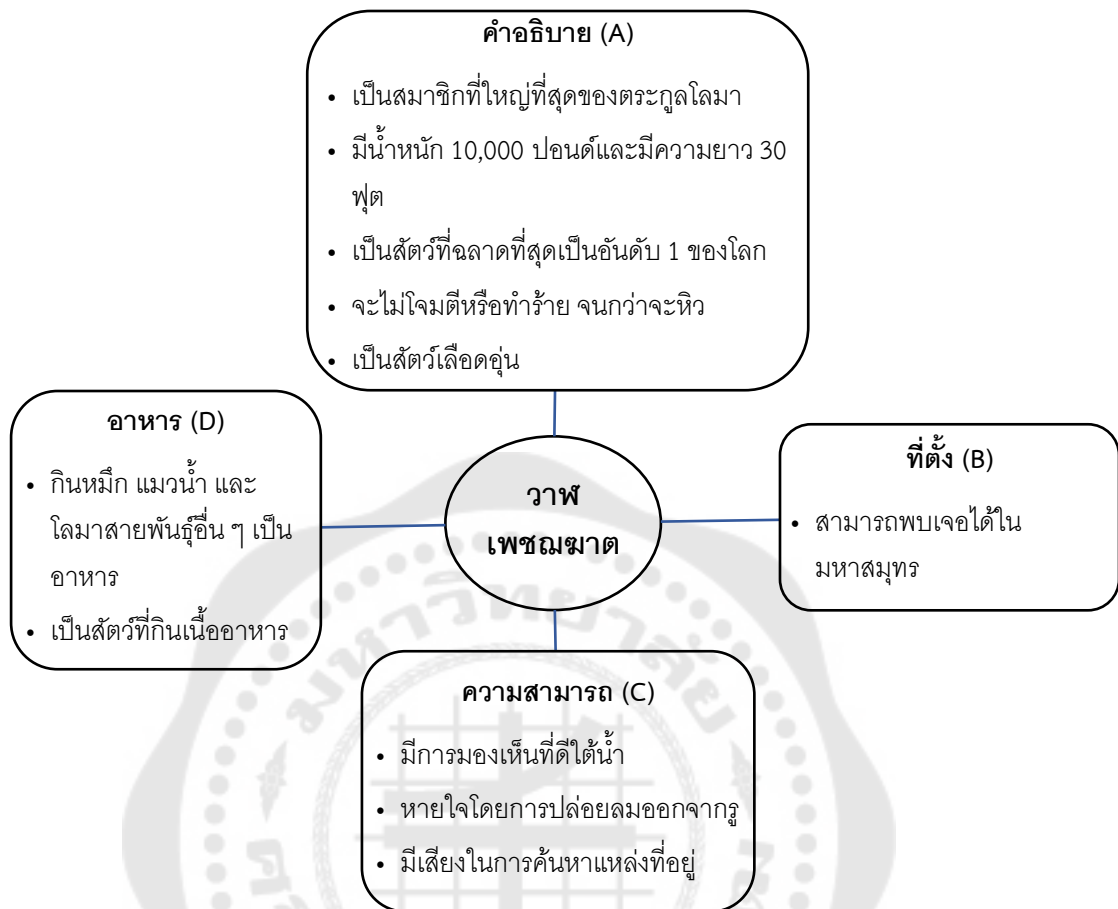 คำอธิบาย (A)
• เป็นสมาชิกที่ใหญ่ที่สุดของตระกูลโลมา
• มีน้ำหนัก 10,000 ปอนด์และมีความยาว 30
ฟุต
• เป็นสัตว์ที่ฉลาดที่สุดเป็นอันดับ 1 ของโลก
• จะไม่โจมตีหรือทำร้าย จนกว่าจะหิว
• เป็นสัตว์เลือดอุ่น
อาหาร (D)
• กินหมึก แมวน้ำ และ
โลมาสายพันธุ์อื่น ๆ เป็น
อาหาร
• เป็นสัตว์ที่กินเนื้ออาหาร
วาฬ
เพชฌฆาต
ที่ตั้ง (B)
• สามารถพบเจอได้ใน
มหาสมุทร
ความสามารถ (C)
• มีการมองเห็นที่ดีใต้น้ำ
• หายใจโดยการปล่อยลมออกจากรู
• มีเสียงในการค้นหาแหล่งที่อยู่
มหาวิทยาลัย